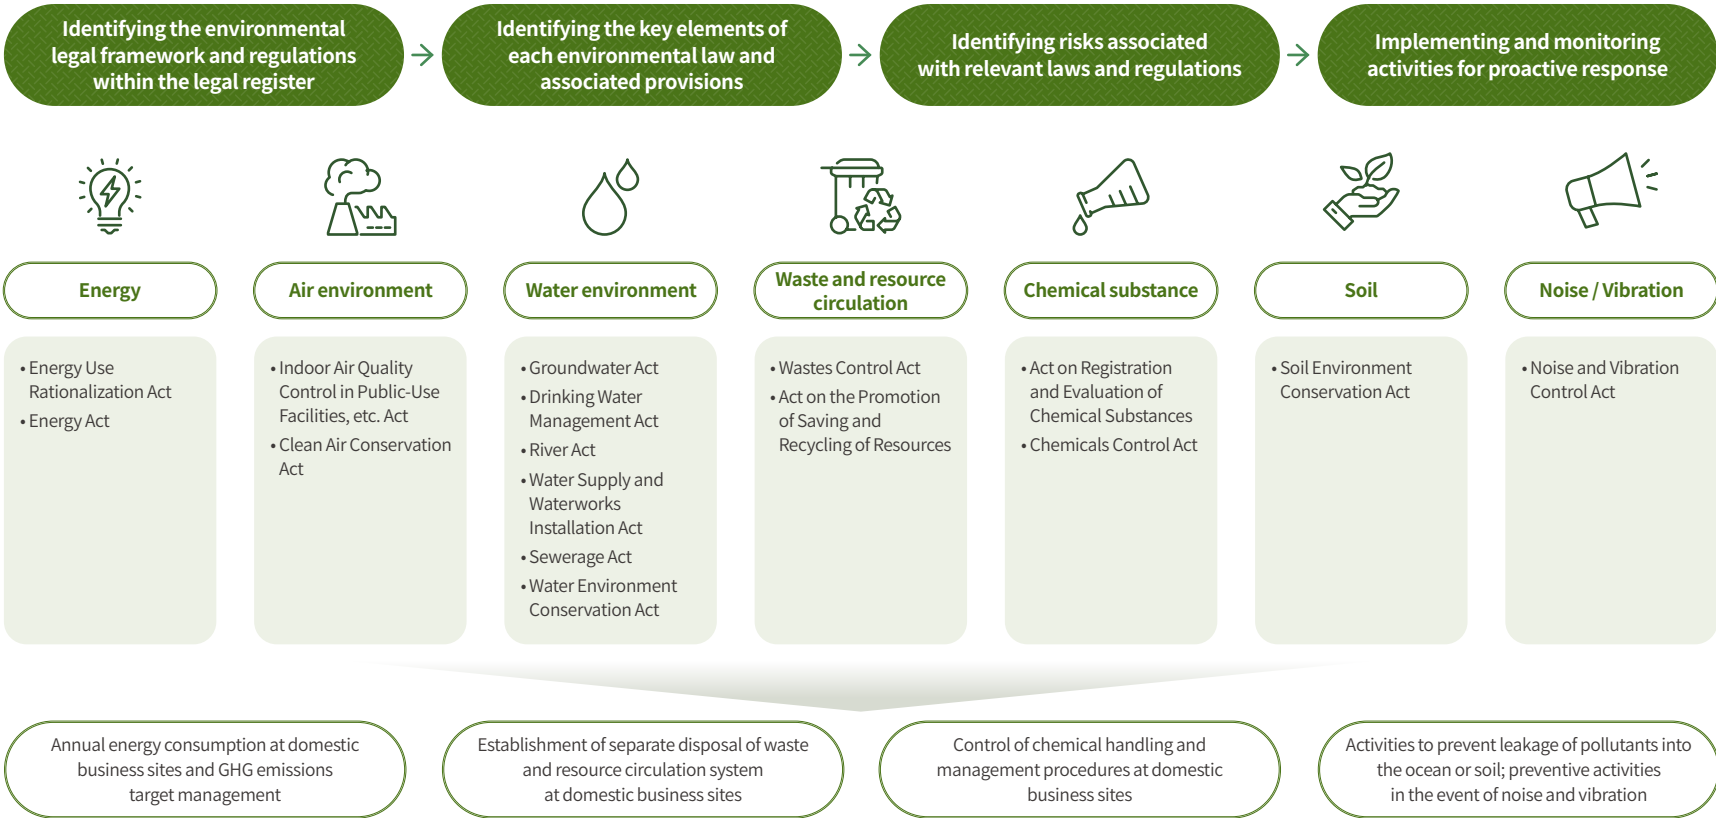 Identifying the environmental
legal framework and regulations
within the legal register
Identifying the key elements of
each environmental law and
associated provisions
Identifying risks associated
with relevant laws and regulations
Implementing and monitoring
activities for proactive response
Energy
• Energy Use
Rationalization Act
• Energy Act
Air environment
• Indoor Air Quality
Control in Public-Use
Facilities, etc. Act
• Clean Air Conservation
Act
Water environment
• Groundwater Act
• Drinking Water
Management Act
• River Act
• Water Supply and
Waterworks
Installation Act
• Sewerage Act
• Water Environment
Conservation Act
Waste and resource
circulation
• Wastes Control Act
• Act on the Promotion
of Saving and
Recycling of Resources
Chemical substance
• Act on Registration
and Evaluation of
Chemical Substances
• Chemicals Control Act
Soil
• Soil Environment
Conservation Act
Noise / Vibration
• Noise and Vibration
Control Act
Annual energy consumption at domestic
business sites and GHG emissions
target management
Establishment of separate disposal of waste
and resource circulation system
at domestic business sites
Control of chemical handling and
management procedures at domestic
business sites
Activities to prevent leakage of pollutants into
the ocean or soil; preventive activities
in the event of noise and vibration